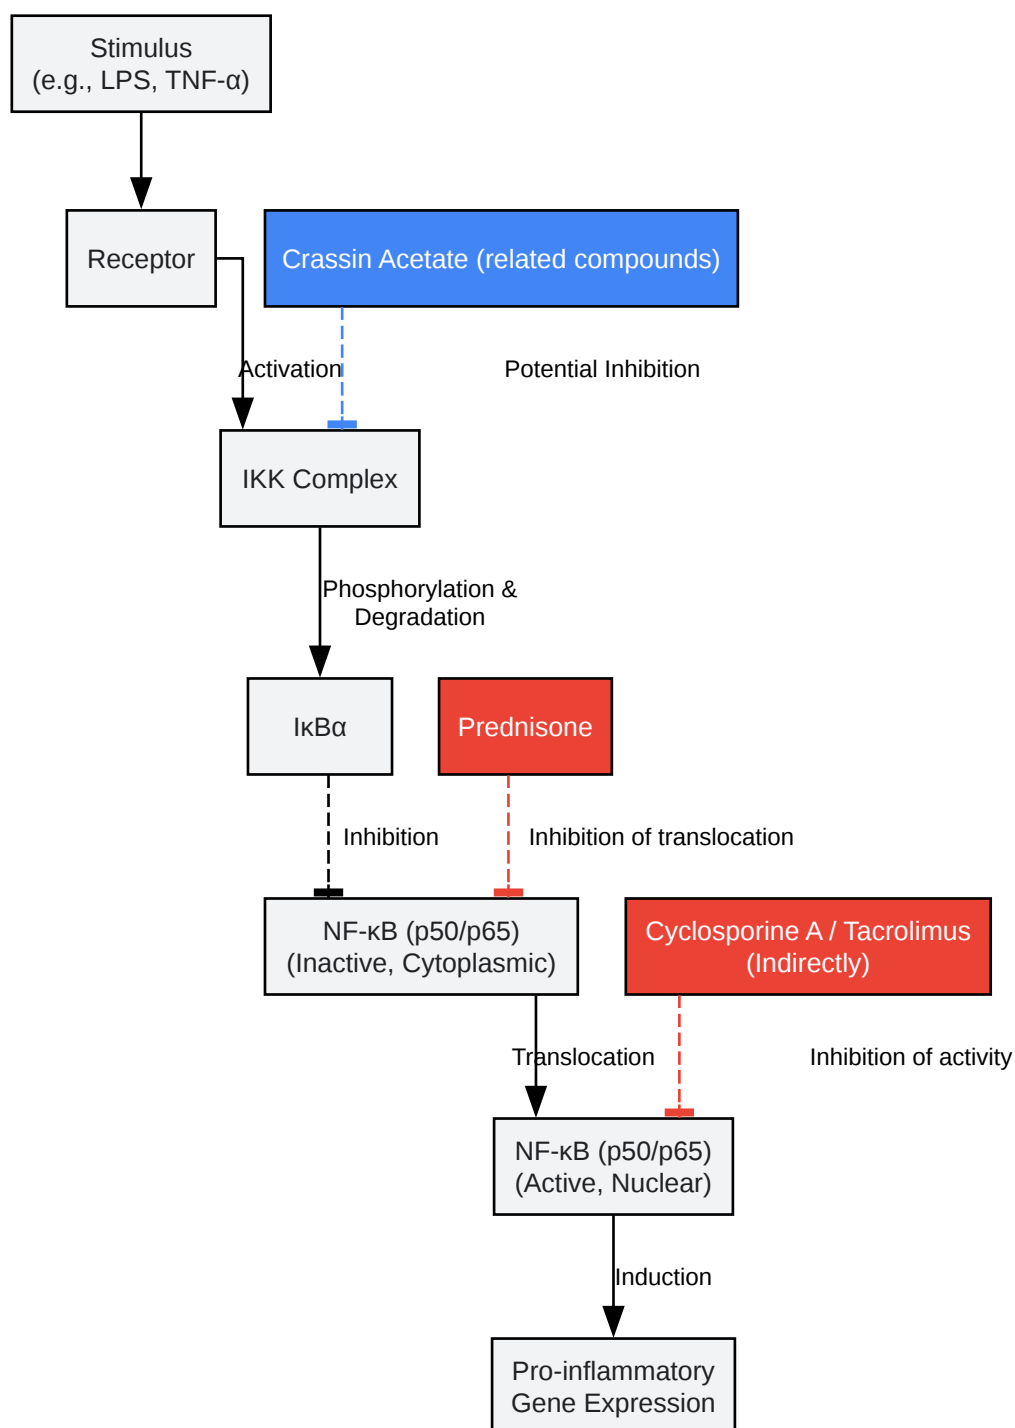 Stimulus
(e.g., LPS, TNF-α)
Receptor
Crassin Acetate (related compounds)
Activation
Potential Inhibition
IKK Complex
Phosphorylation &
Degradation
IκBα
Prednisone
Inhibition
Inhibition of translocation
NF-κB (p50/p65)
(Inactive, Cytoplasmic)
Cyclosporine A / Tacrolimus
(Indirectly)
Translocation
Inhibition of activity
NF-κB (p50/p65)
(Active, Nuclear)
Induction
Pro-inflammatory
Gene Expression